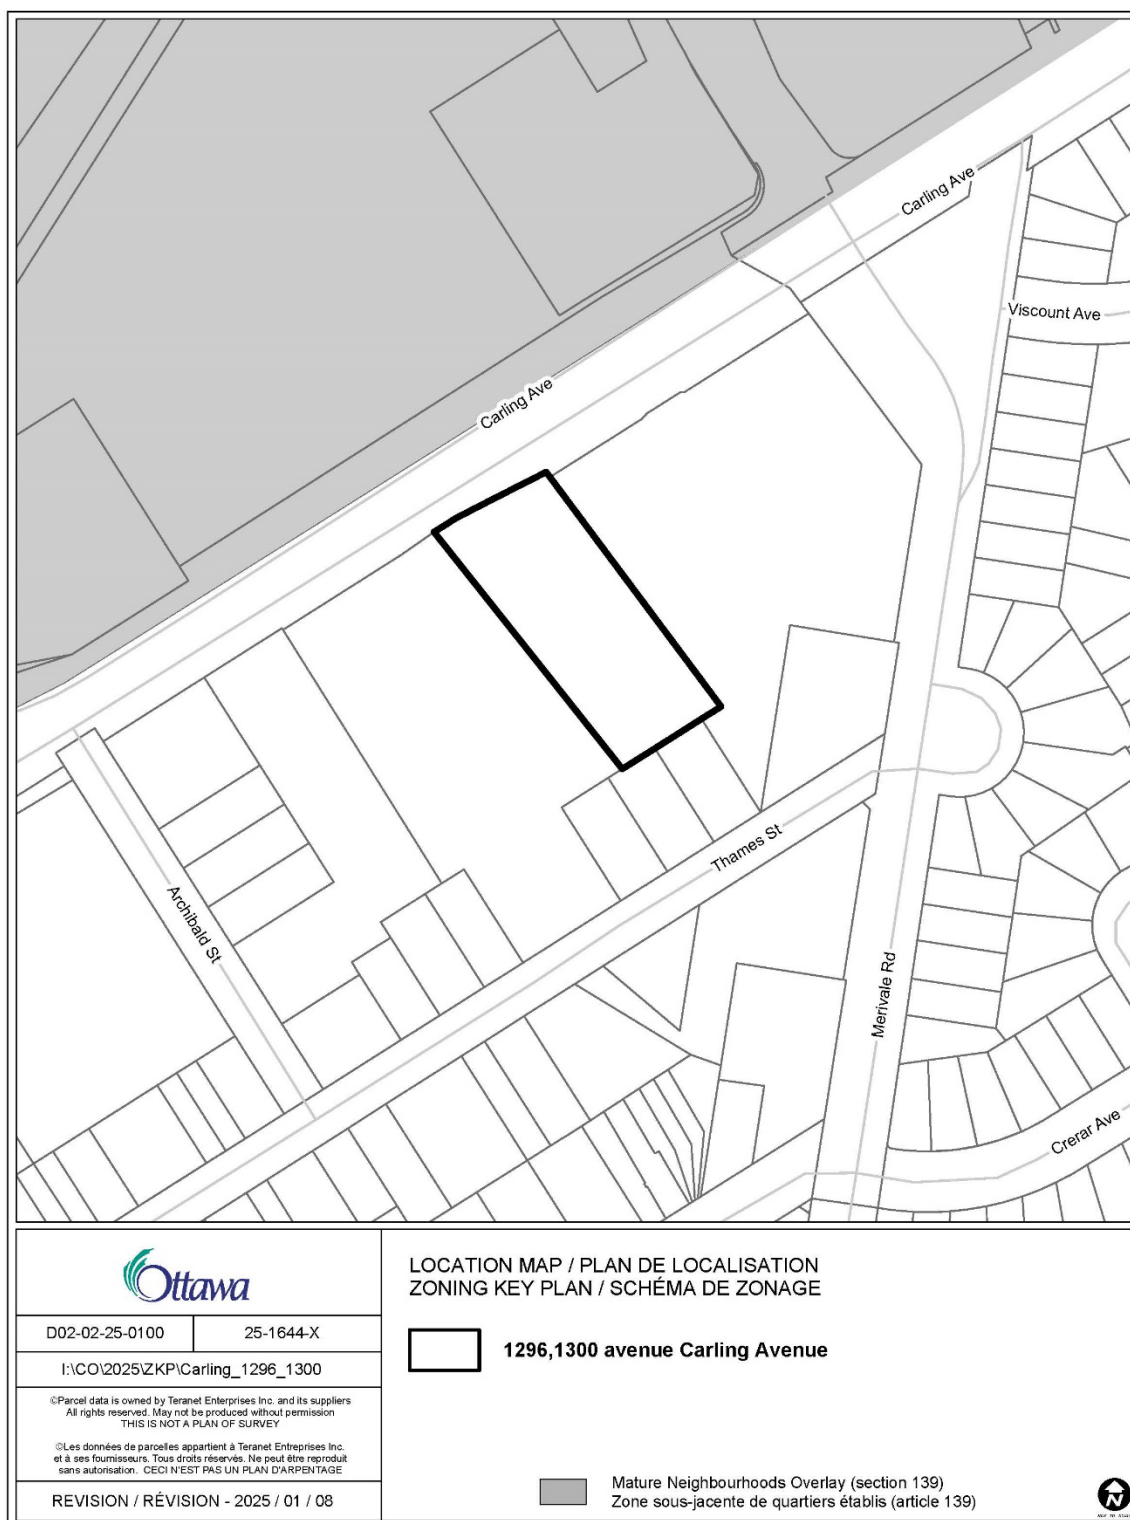 Carling Ave
Viscount Ave
Carling Ave
Thames St
Archibald St
Merivale Rd
Crerar Ave
Ottawa
D02-02-25-0100
25-1644-X
I:\CO\2025\ZKP\Carling_1296_1300
©Parcel data is owned by Teranet Enterprises Inc. and its suppliers
All rights reserved. May not be produced without permission
THIS IS NOT A PLAN OF SURVEY
©Les données de parcelles appartient à Teranet Entreprises Inc.
et à ses fournisseurs. Tous droits réservés. Ne peut être reproduit
sans autorisation. CECI N'EST PAS UN PLAN D'ARPENTAGE
REVISION / RÉVISION - 2025 / 01 / 08
LOCATION MAP / PLAN DE LOCALISATION
ZONING KEY PLAN / SCHÉMA DE ZONAGE
1296,1300 avenue Carling Avenue
Mature Neighbourhoods Overlay (section 139)
Zone sous-jacente de quartiers établis (article 139)
N